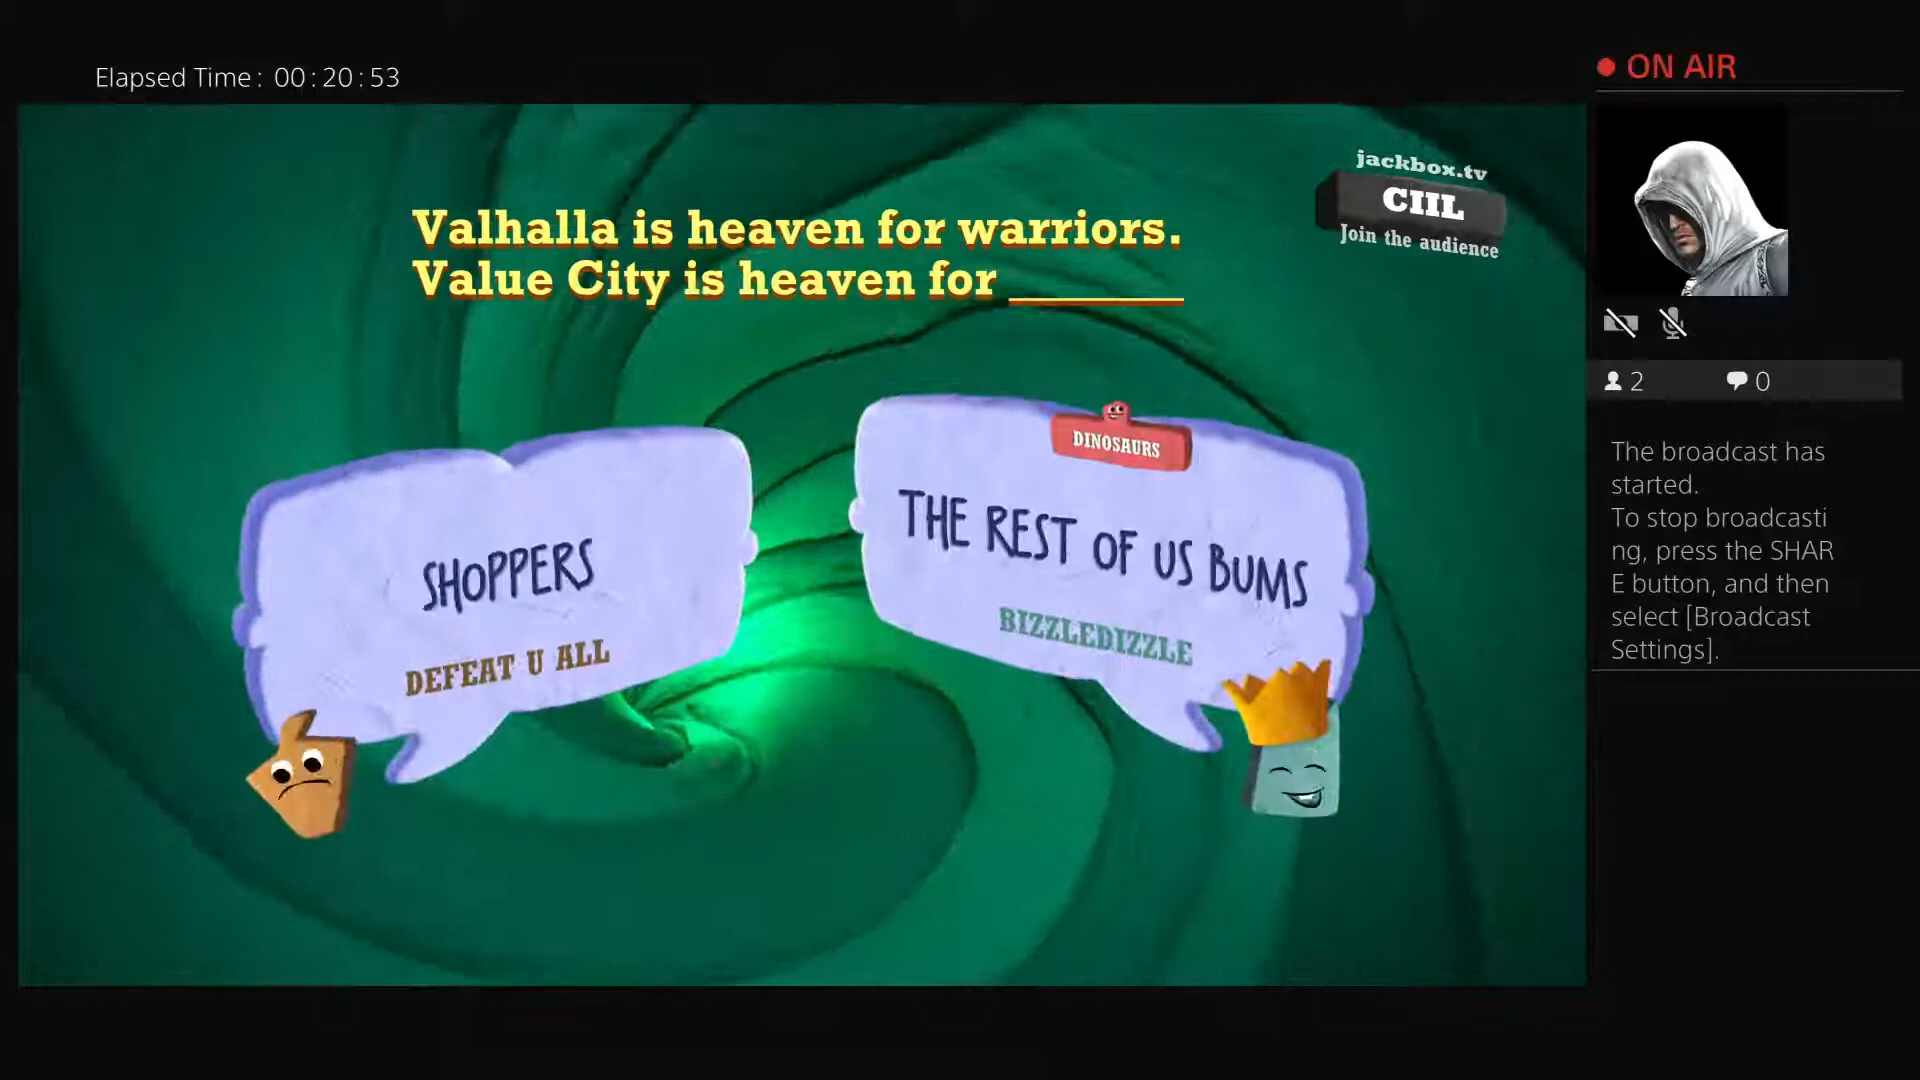 Elapsed Time: 00:20:53
ON AIR
jackbox.tv
CIIL
Join the audience
Valhalla is heaven for warriors.
Value City is heaven for ______
2
0
DINOSAURS
SHOPPERS
DEFEAT U ALL
THE REST OF US BUMS
BIZZLEDIZZLE
The broadcast has
started.
To stop broadcasti
ng, press the SHAR
E button, and then
select [Broadcast
Settings].